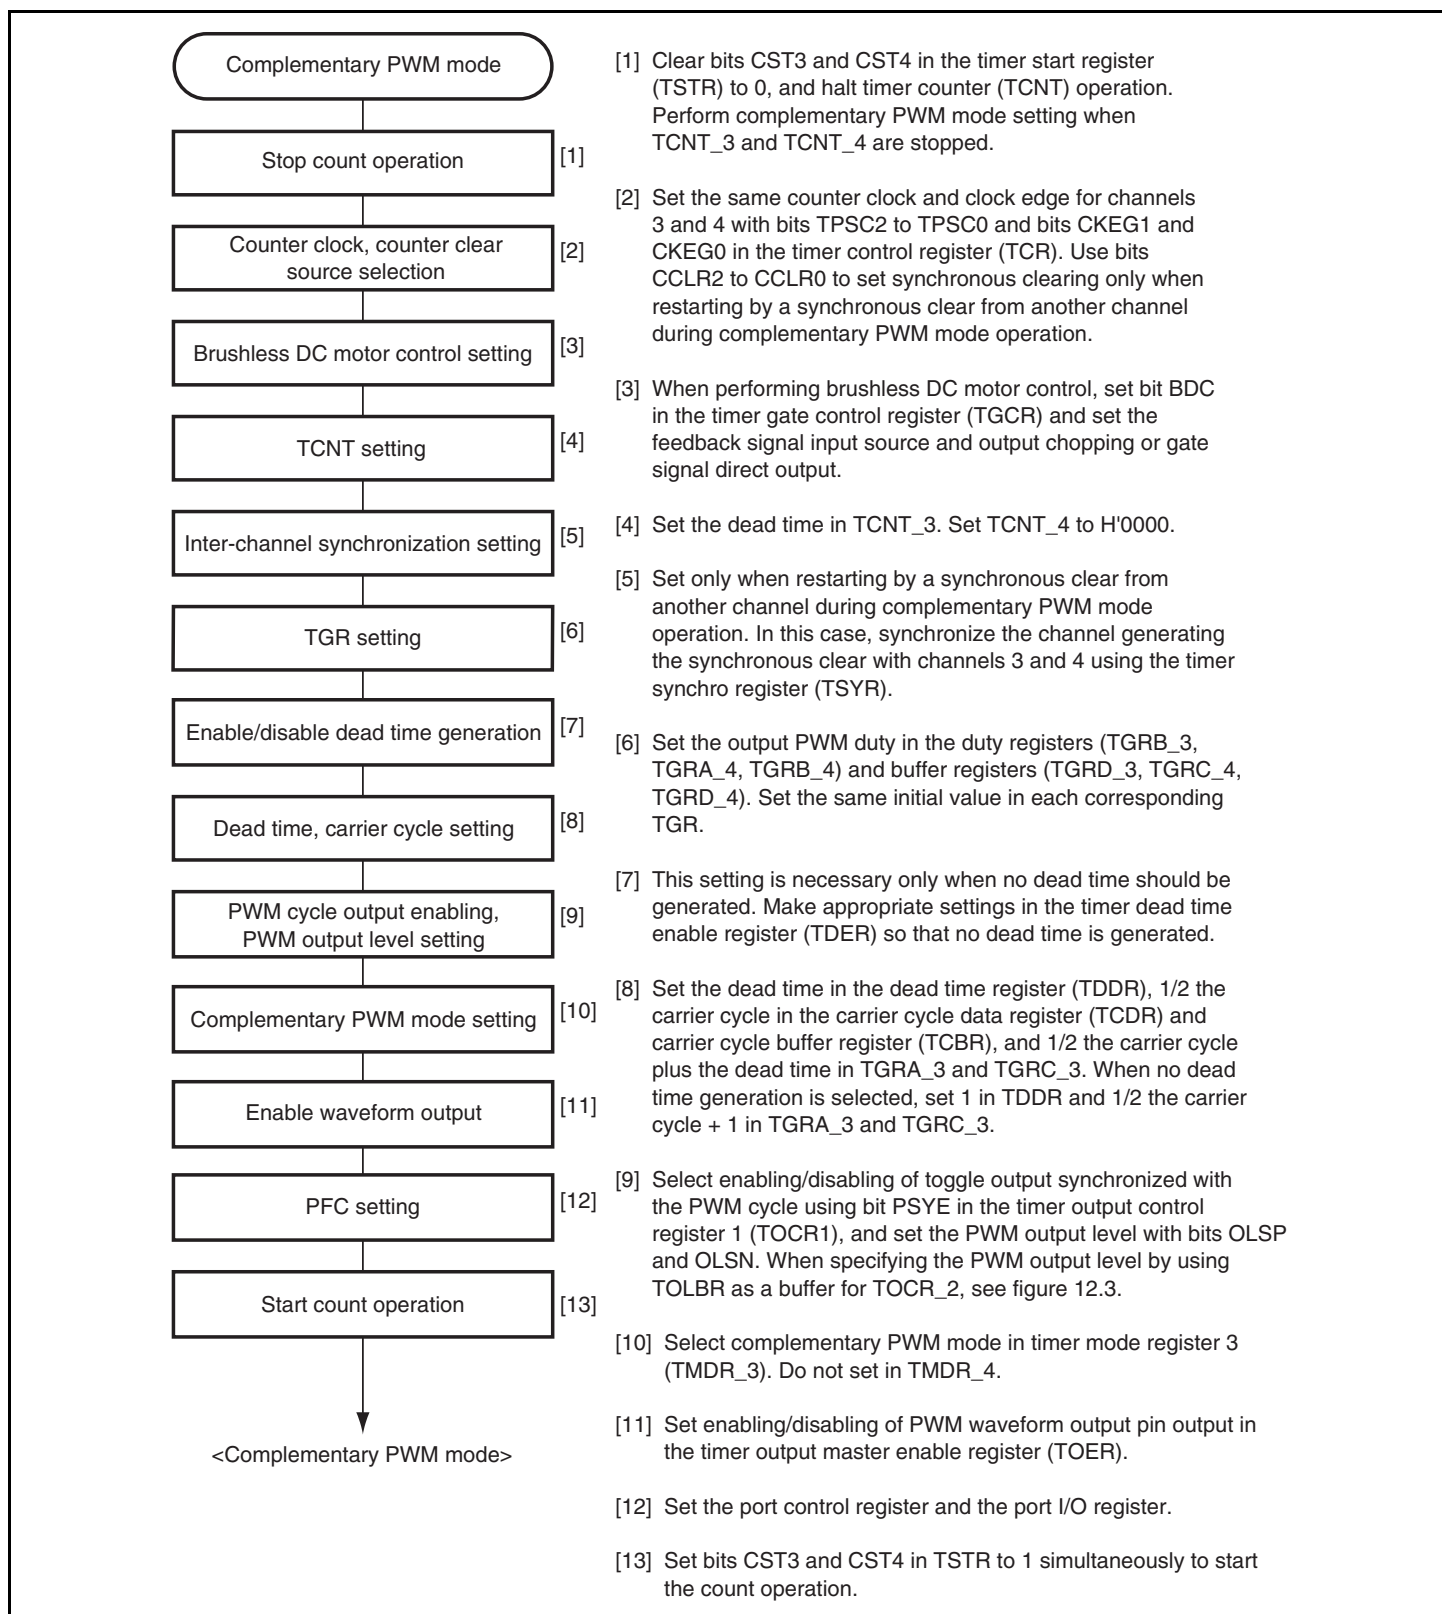 Complementary PWM mode
Stop count operation
[1]
Counter clock, counter clear
source selection
[2]
Brushless DC motor control setting
[3]
TCNT setting
[4]
Inter-channel synchronization setting
[5]
TGR setting
[6]
Enable/disable dead time generation
[7]
Dead time, carrier cycle setting
[8]
PWM cycle output enabling,
PWM output level setting
[9]
Complementary PWM mode setting
[10]
Enable waveform output
[11]
PFC setting
[12]
Start count operation
[13]
<Complementary PWM mode>
[1] Clear bits CST3 and CST4 in the timer start register
(TSTR) to 0, and halt timer counter (TCNT) operation.
Perform complementary PWM mode setting when
TCNT_3 and TCNT_4 are stopped.
[2] Set the same counter clock and clock edge for channels
3 and 4 with bits TPSC2 to TPSC0 and bits CKEG1 and
CKEG0 in the timer control register (TCR). Use bits
CCLR2 to CCLR0 to set synchronous clearing only when
restarting by a synchronous clear from another channel
during complementary PWM mode operation.
[3] When performing brushless DC motor control, set bit BDC
in the timer gate control register (TGCR) and set the
feedback signal input source and output chopping or gate
signal direct output.
[4] Set the dead time in TCNT_3. Set TCNT_4 to H'0000.
[5] Set only when restarting by a synchronous clear from
another channel during complementary PWM mode
operation. In this case, synchronize the channel generating
the synchronous clear with channels 3 and 4 using the timer
synchro register (TSYR).
[6] Set the output PWM duty in the duty registers (TGRB_3,
TGRA_4, TGRB_4) and buffer registers (TGRD_3, TGRC_4,
TGRD_4). Set the same initial value in each corresponding
TGR.
[7] This setting is necessary only when no dead time should be
generated. Make appropriate settings in the timer dead time
enable register (TDER) so that no dead time is generated.
[8] Set the dead time in the dead time register (TDDR), 1/2 the
carrier cycle in the carrier cycle data register (TCDR) and
carrier cycle buffer register (TCBR), and 1/2 the carrier cycle
plus the dead time in TGRA_3 and TGRC_3. When no dead
time generation is selected, set 1 in TDDR and 1/2 the carrier
cycle + 1 in TGRA_3 and TGRC_3.
[9] Select enabling/disabling of toggle output synchronized with
the PWM cycle using bit PSYE in the timer output control
register 1 (TOCR1), and set the PWM output level with bits OLSP
and OLSN. When specifying the PWM output level by using
TOLBR as a buffer for TOCR_2, see figure 12.3.
[10] Select complementary PWM mode in timer mode register 3
(TMDR_3). Do not set in TMDR_4.
[11] Set enabling/disabling of PWM waveform output pin output in
the timer output master enable register (TOER).
[12] Set the port control register and the port I/O register.
[13] Set bits CST3 and CST4 in TSTR to 1 simultaneously to start
the count operation.